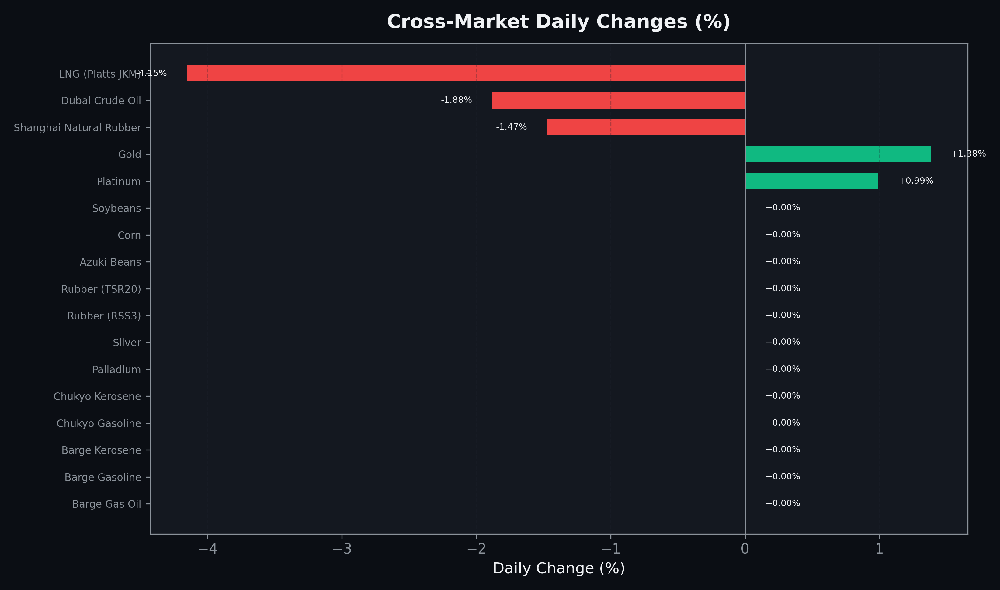 Cross-Market Daily Changes (%)
LNG (Platts JKM) -4.15%
Dubai Crude Oil -1.88%
Shanghai Natural Rubber -1.47%
Gold +1.38%
Platinum +0.99%
Soybeans +0.00%
Corn +0.00%
Azuki Beans +0.00%
Rubber (TSR20) +0.00%
Rubber (RSS3) +0.00%
Silver +0.00%
Palladium +0.00%
Chukyo Kerosene +0.00%
Chukyo Gasoline +0.00%
Barge Kerosene +0.00%
Barge Gasoline +0.00%
Barge Gas Oil +0.00%
−4 −3 −2 −1 0 1
Daily Change (%)